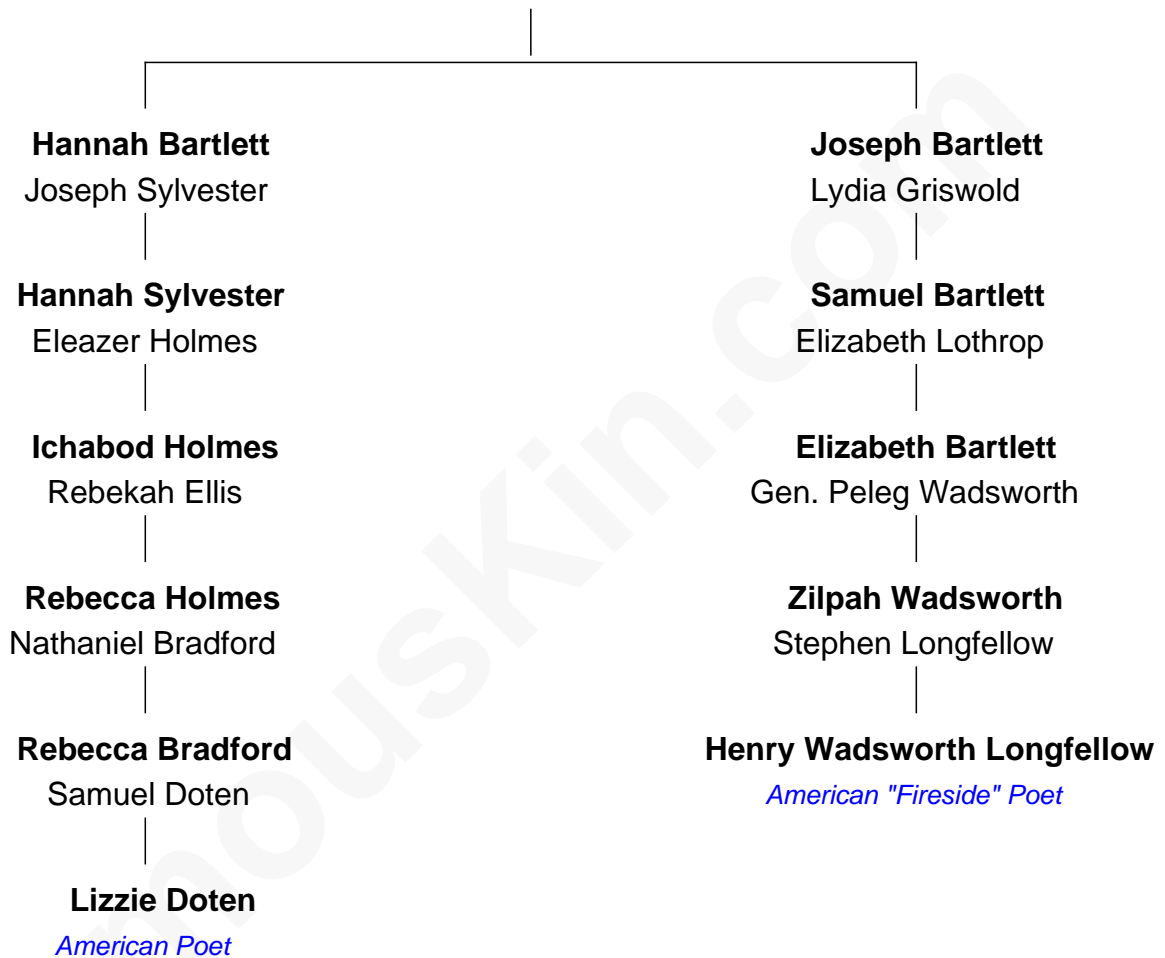 Hannah Bartlett
Joseph Sylvester
Hannah Sylvester
Eleazer Holmes
Ichabod Holmes
Rebekah Ellis
Rebecca Holmes
Nathaniel Bradford
Rebecca Bradford
Samuel Doten
Lizzie Doten
American Poet
Joseph Bartlett
Lydia Griswold
Samuel Bartlett
Elizabeth Lothrop
Elizabeth Bartlett
Gen. Peleg Wadsworth
Zilpah Wadsworth
Stephen Longfellow
Henry Wadsworth Longfellow
American "Fireside" Poet
mouskin.com